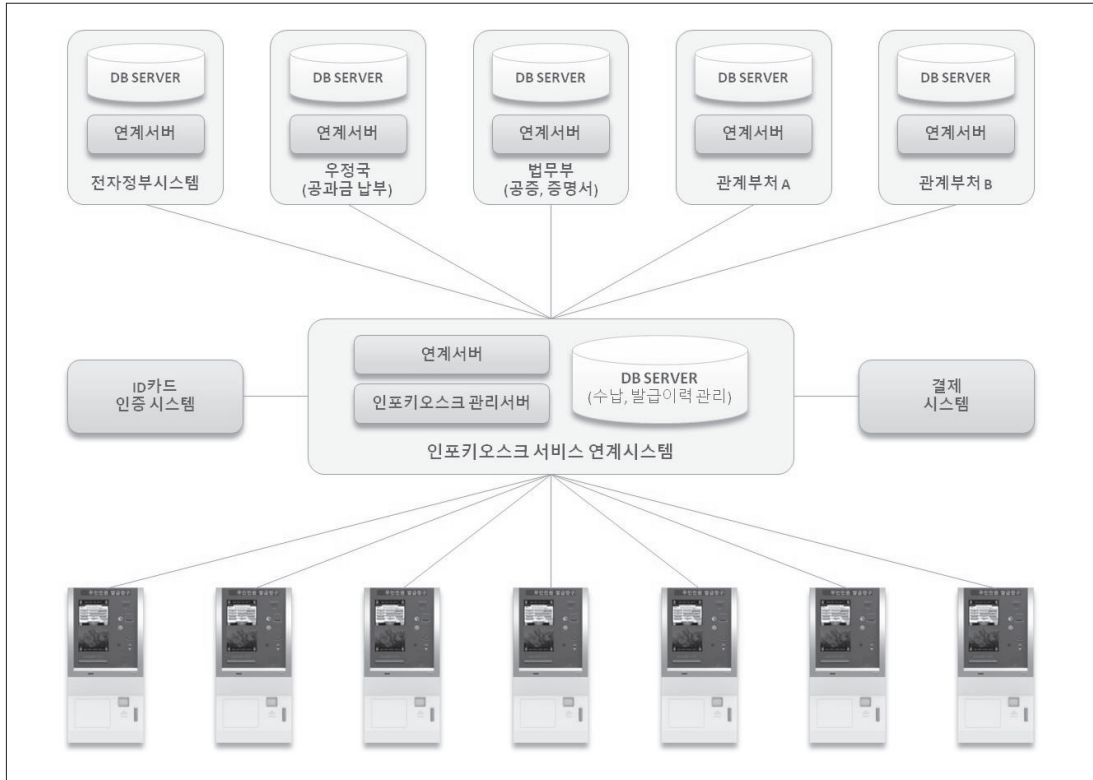 DB SERVER
연계서버
전자정부시스템
DB SERVER
연계서버
우정국
(공과금 납부)
DB SERVER
연계서버
법무부
(공증, 증명서)
DB SERVER
연계서버
관계부처 A
DB SERVER
연계서버
관계부처 B
ID카드
인증 시스템
연계서버
인포키오스크 관리서버
DB SERVER
(수납, 발급이력 관리)
인포키오스크 서비스 연계시스템
결제
시스템